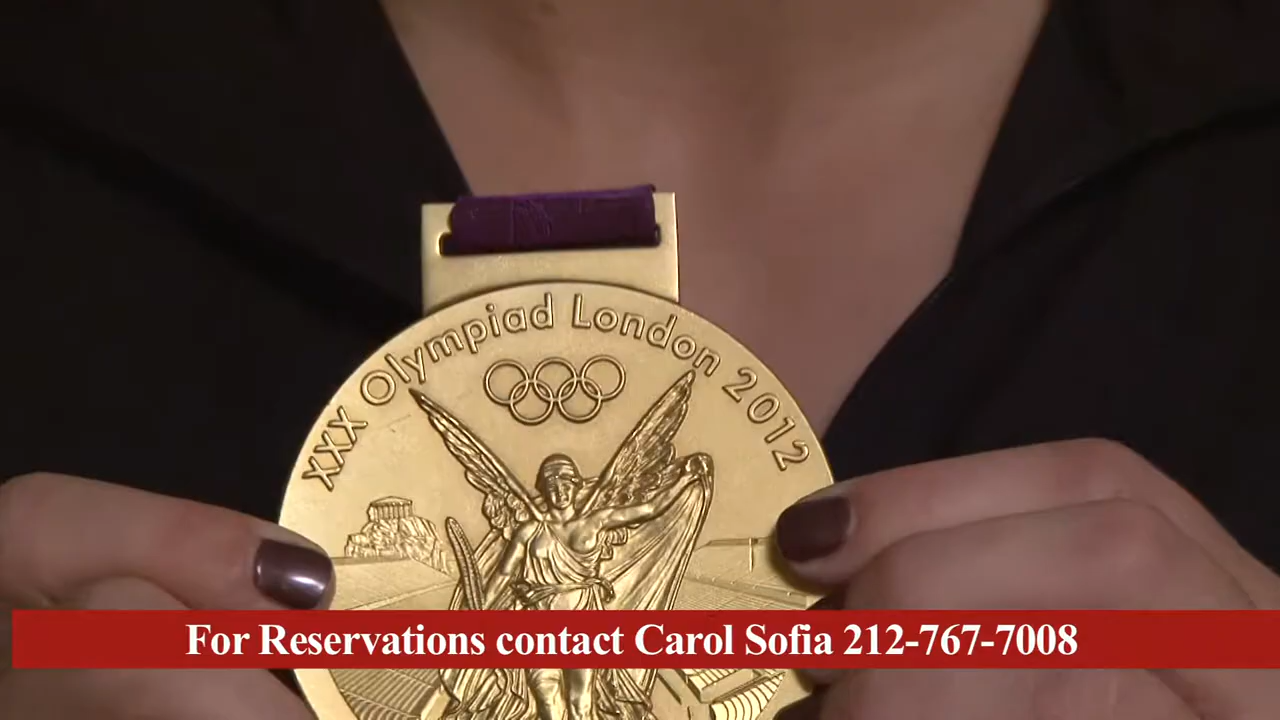 XXX Olympiad London 2012
For Reservations contact Carol Sofia 212-767-7008